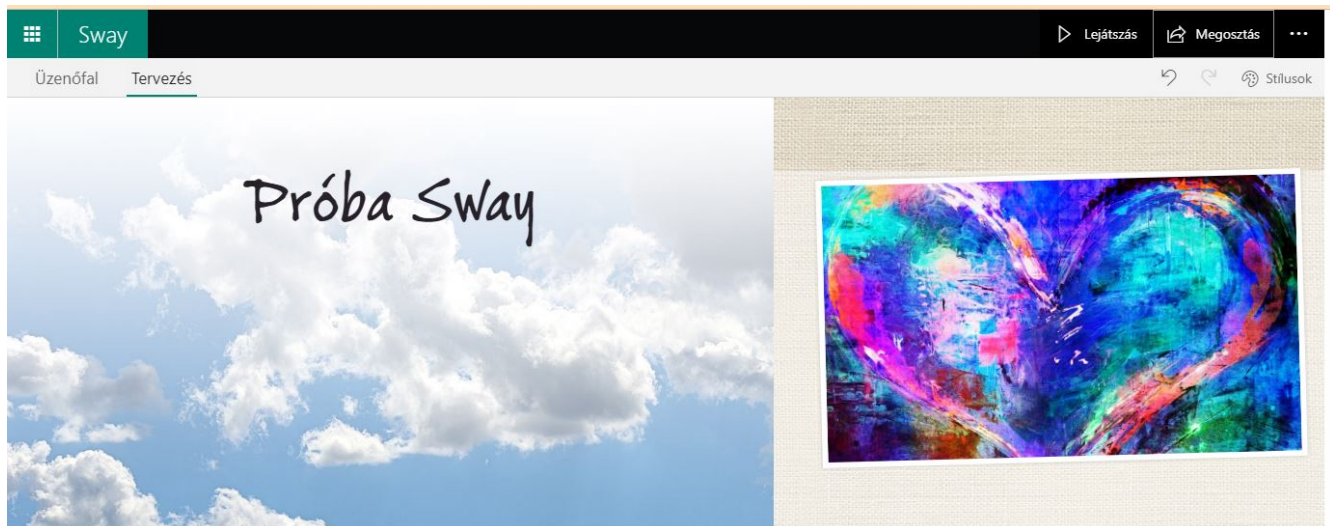 Sway
Lejátszás
Megosztás
Üzenőfal
Tervezés
Stílusok
Próba Sway